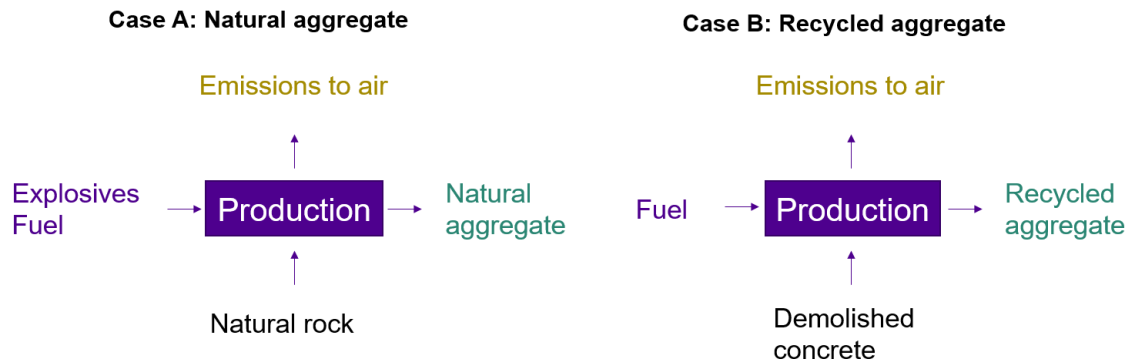 Case A: Natural aggregate
Emissions to air
Explosives
Fuel
Production
Natural
aggregate
Natural rock
Case B: Recycled aggregate
Emissions to air
Fuel
Production
Recycled
aggregate
Demolished
concrete